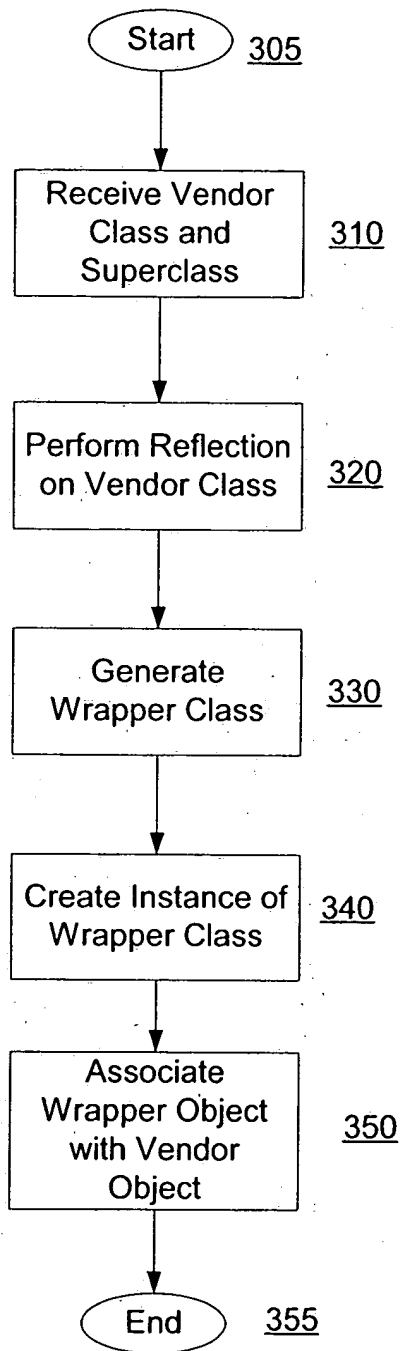 Start
305
Receive Vendor
Class and
Superclass
310
Perform Reflection
on Vendor Class
320
Generate
Wrapper Class
330
Create Instance of
Wrapper Class
340
Associate
Wrapper Object
with Vendor
Object
350
End
355